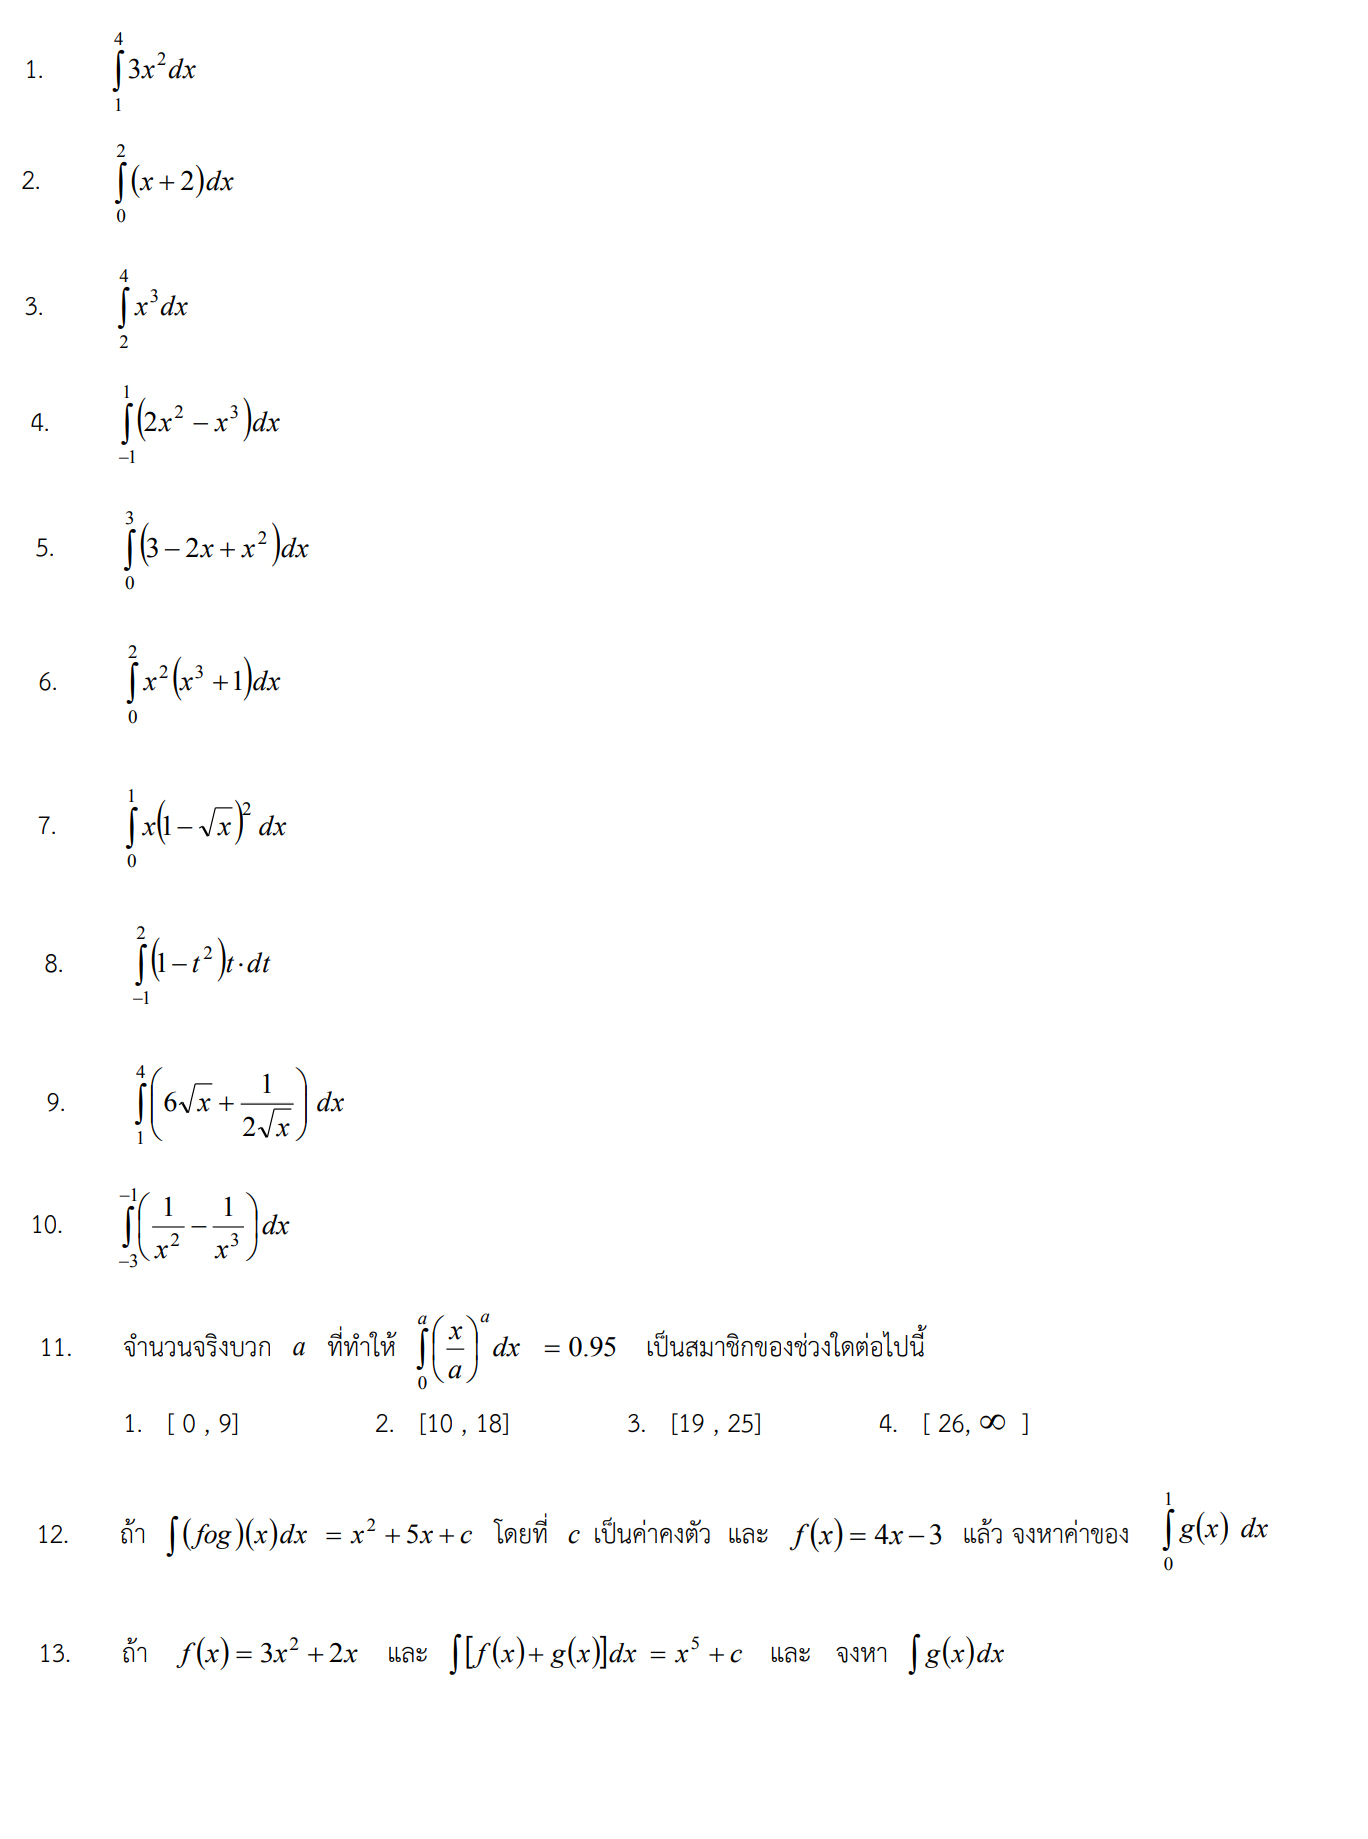 1. \int_{1}^{4} 3x^2 dx
2. \int_{0}^{2} (x+2)dx
3. \int_{2}^{4} x^3 dx
4. \int_{-1}^{1} (2x^2 - x^3)dx
5. \int_{0}^{3} (3 - 2x + x^2)dx
6. \int_{0}^{2} x^2(x^3 + 1)dx
7. \int_{0}^{1} x(1 - \sqrt{x})^2 dx
8. \int_{-1}^{2} (1 - t^2)t \cdot dt
9. \int_{1}^{4} \left(6\sqrt{x} + \frac{1}{2\sqrt{x}}\right) dx
10. \int_{-3}^{-1} \left(\frac{1}{x^2} - \frac{1}{x^3}\right)dx
11. จำนวนจริงบวก a ที่ทำให้ \int_{0}^{a} \left(\frac{x}{a}\right)^a dx = 0.95 เป็นสมาชิกของช่วงใดต่อไปนี้
1. [ 0 , 9] 2. [10 , 18] 3. [19 , 25] 4. [ 26, ∞ ]
12. ถ้า \int (fog)(x)dx = x^2 + 5x + c โดยที่ c เป็นค่าคงตัว และ f(x) = 4x - 3 แล้ว จงหาค่าของ \int_{0}^{1} g(x) dx
13. ถ้า f(x) = 3x^2 + 2x และ \int [f(x) + g(x)]dx = x^5 + c และ จงหา \int g(x)dx